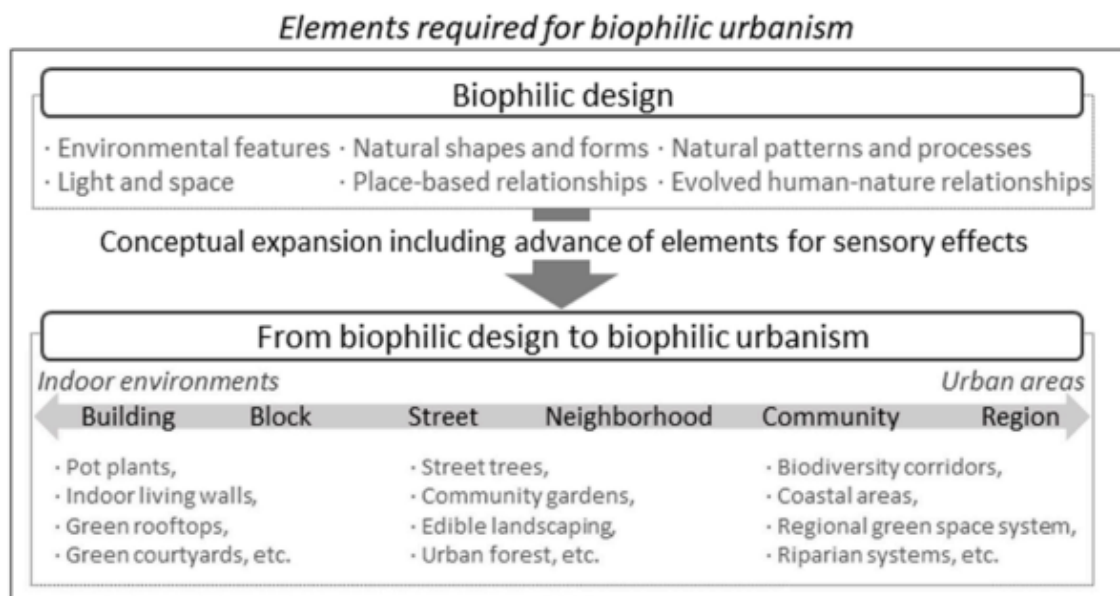 Elements required for biophilic urbanism
Biophilic design
· Environmental features · Natural shapes and forms · Natural patterns and processes
· Light and space · Place-based relationships · Evolved human-nature relationships
Conceptual expansion including advance of elements for sensory effects
From biophilic design to biophilic urbanism
Indoor environments Urban areas
Building Block Street Neighborhood Community Region
· Pot plants, · Street trees, · Biodiversity corridors,
· Indoor living walls, · Community gardens, · Coastal areas,
· Green rooftops, · Edible landscaping, · Regional green space system,
· Green courtyards, etc. · Urban forest, etc. · Riparian systems, etc.